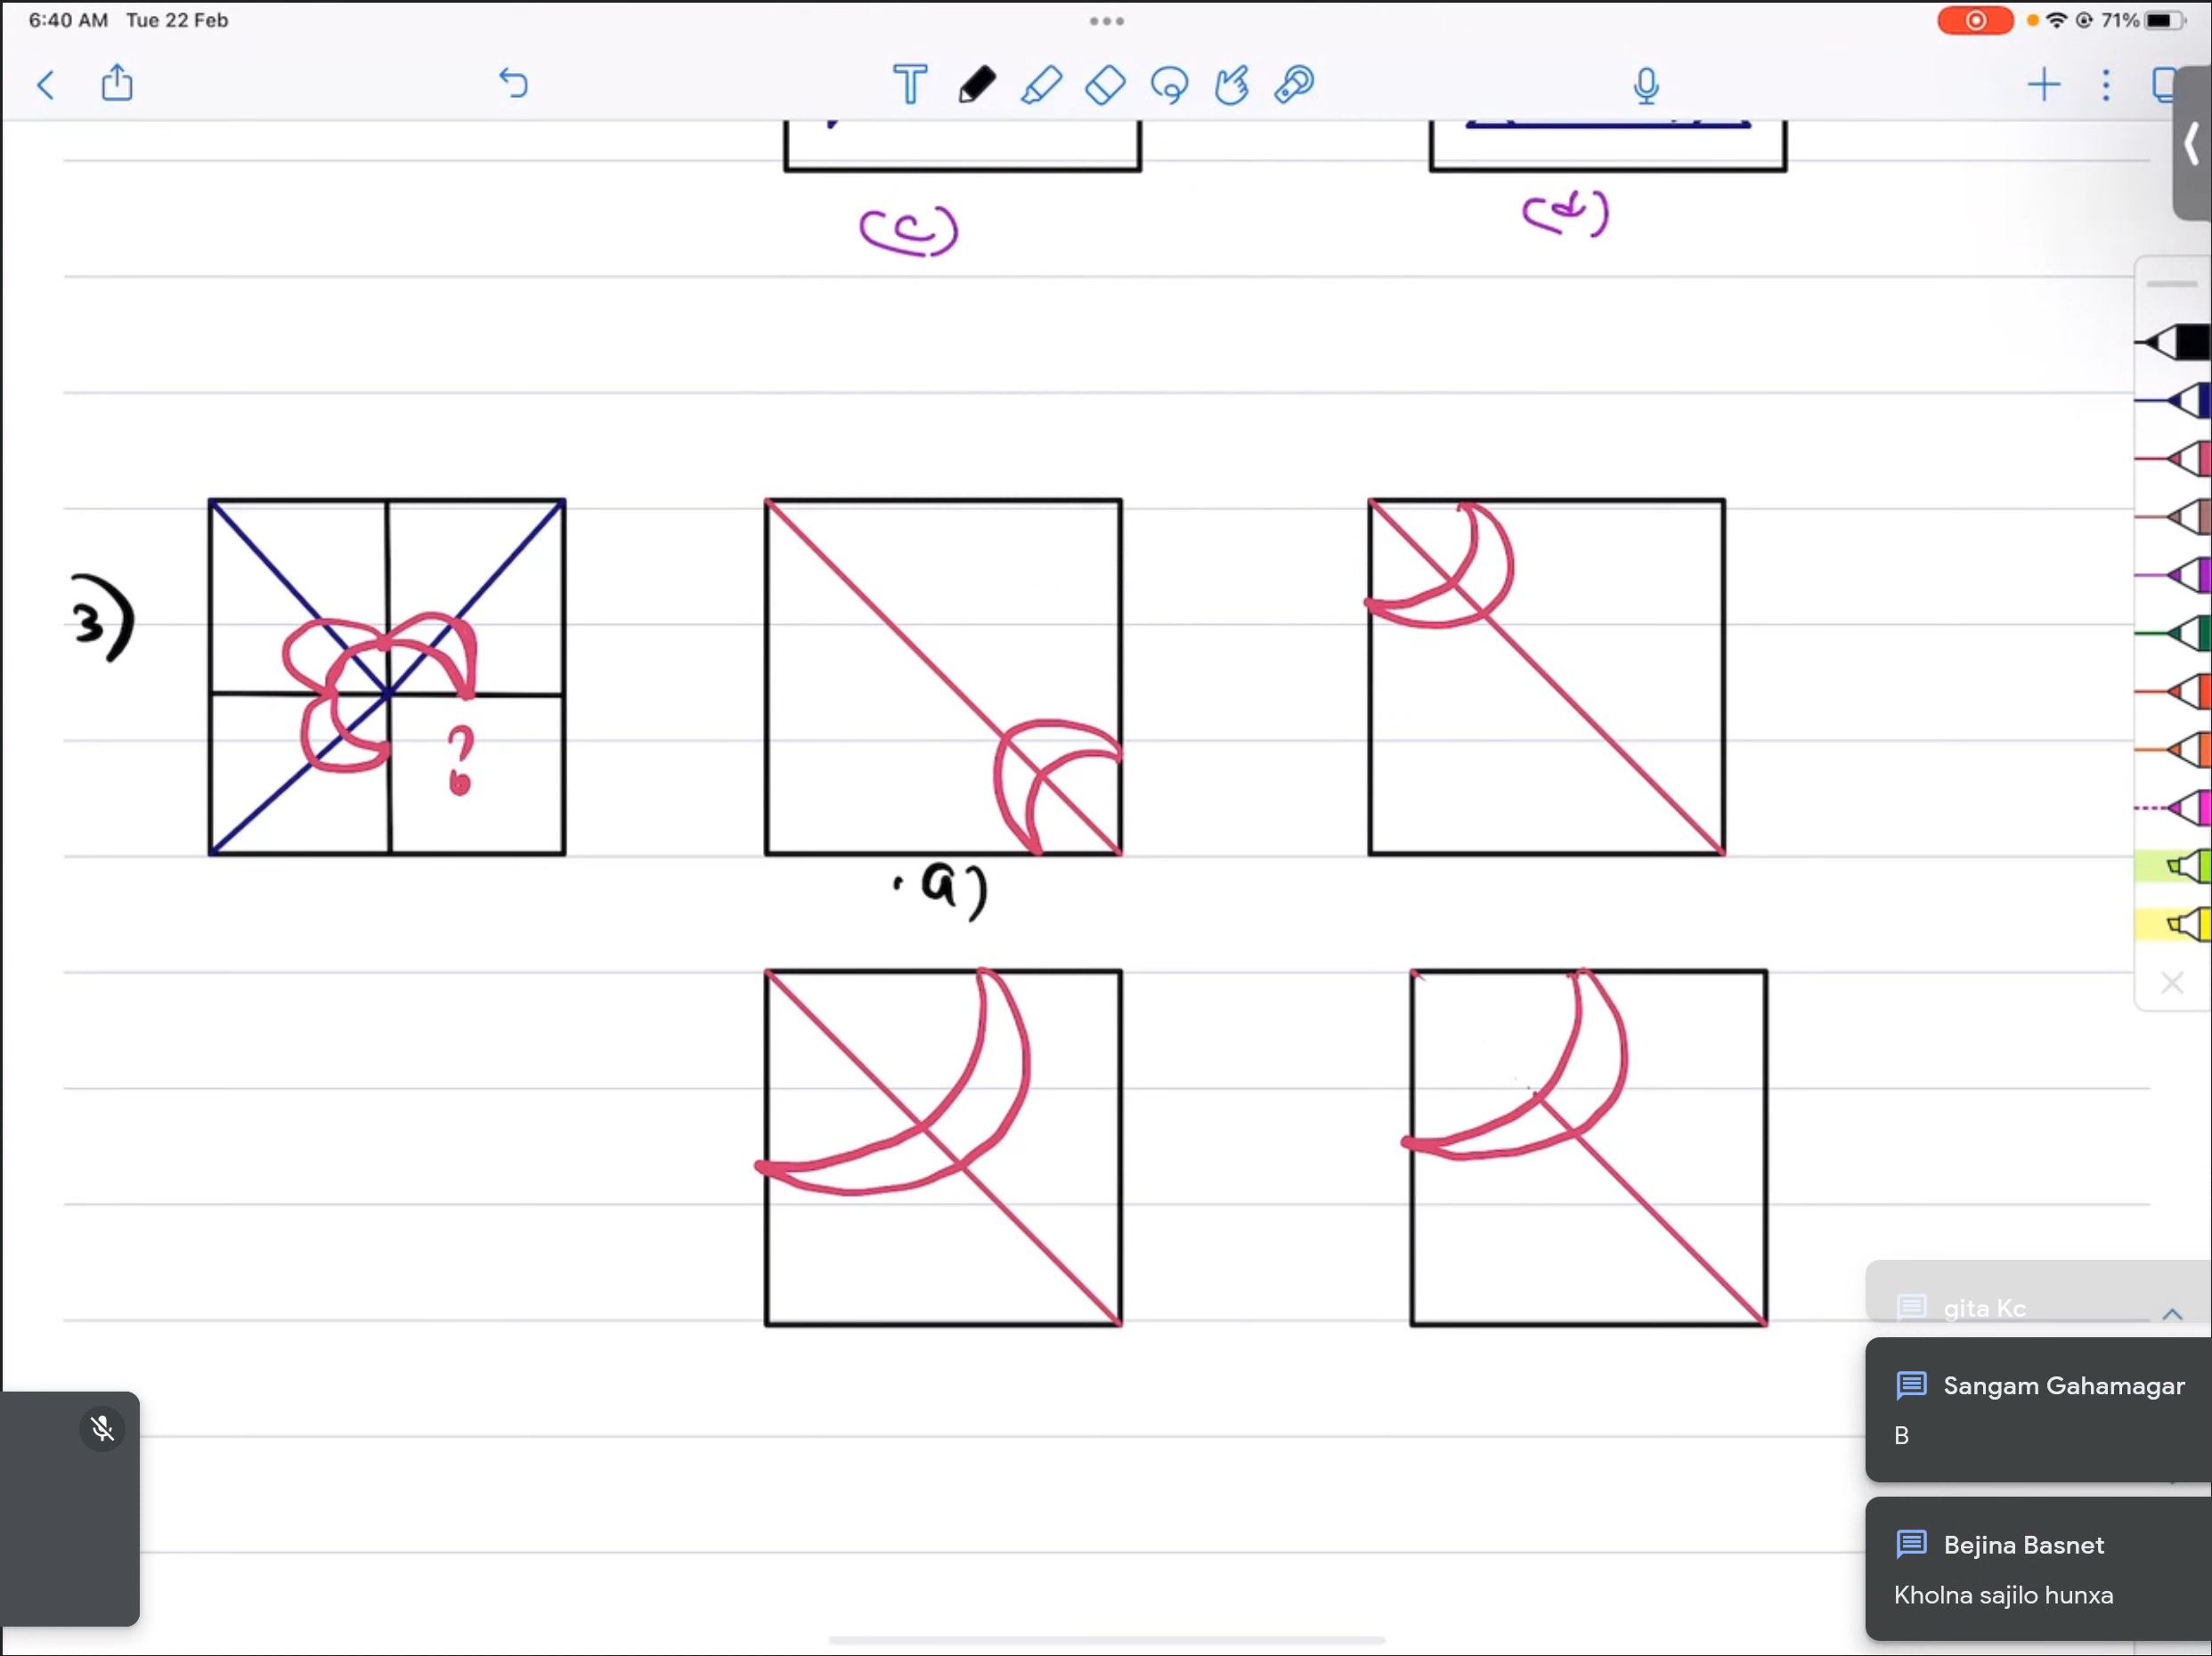 6:40 AM Tue 22 Feb
71%
T
(c)
(d)
3)
?
a)
gita Kc
Sangam Gahamagar
B
Bejina Basnet
Kholna sajilo hunxa